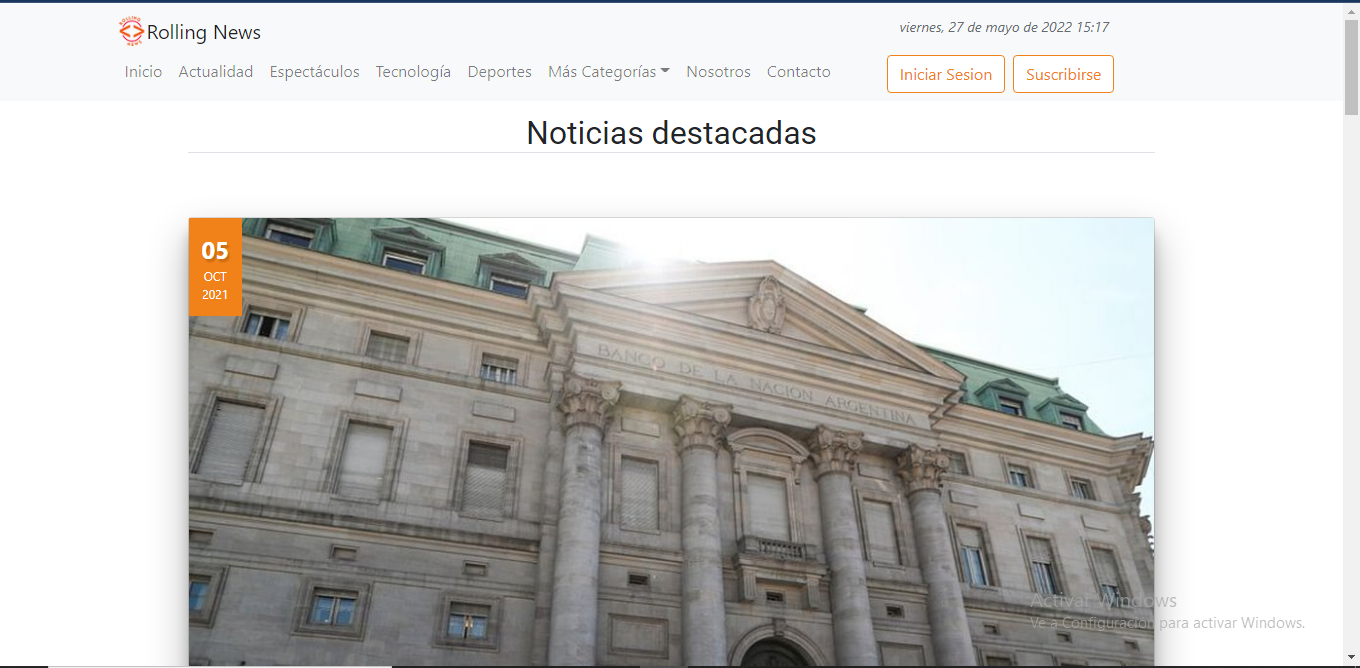 Rolling News
viernes, 27 de mayo de 2022 15:17
Inicio Actualidad Espectáculos Tecnología Deportes Más Categorías Nosotros Contacto
Iniciar Sesion Suscribirse
Noticias destacadas
05
OCT
2021
BANCO DE LA NACION ARGENTINA
Activar Windows
Ve a Configuración para activar Windows.